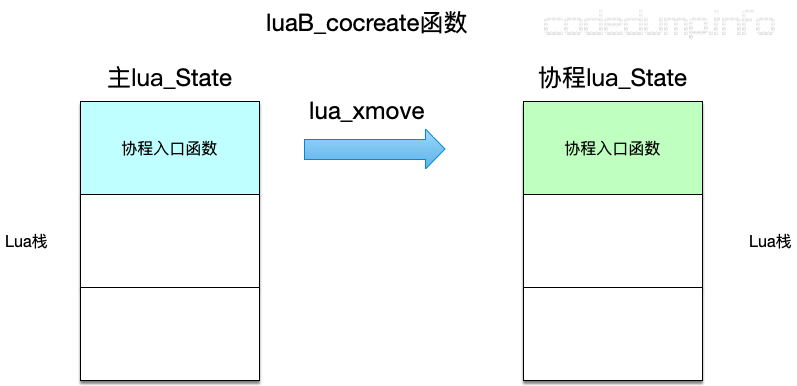 luaB_cocreate函数
codedump.info
主lua_State
协程lua_State
lua_xmove
协程入口函数
协程入口函数
Lua栈
Lua栈